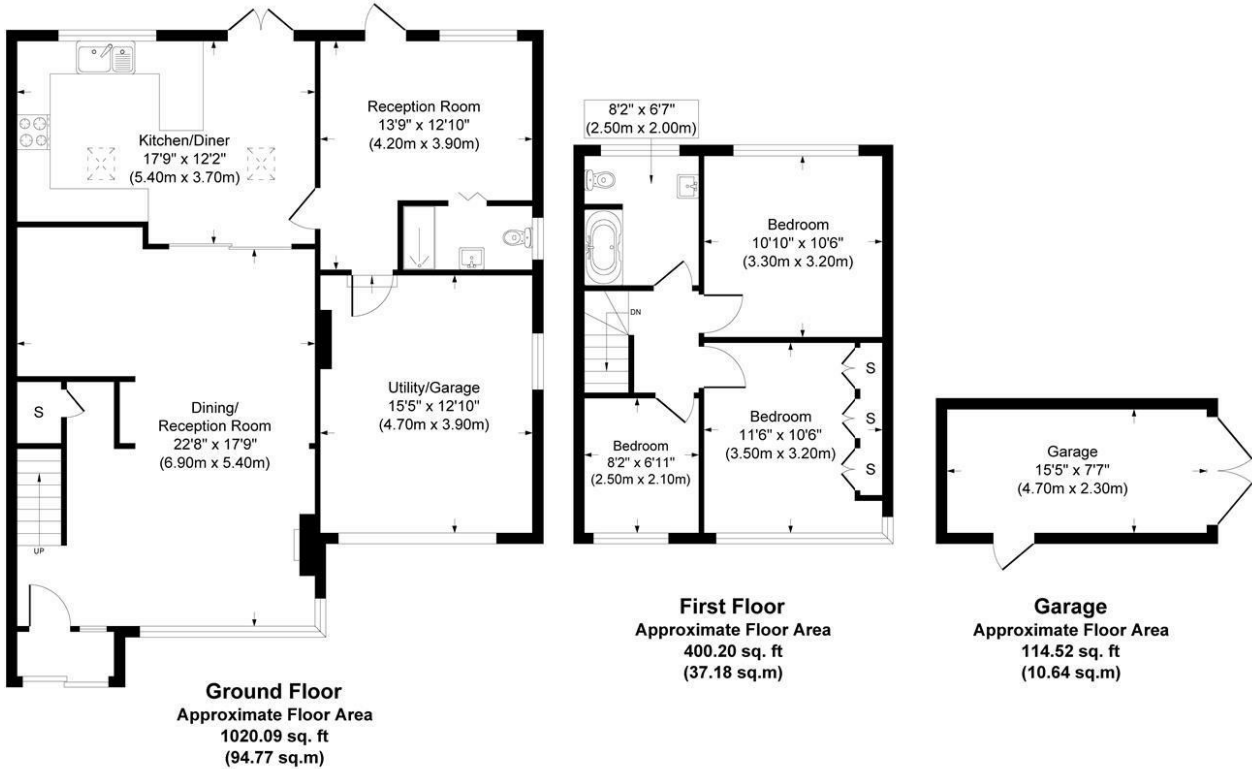 Kitchen/Diner
17'9" x 12'2"
(5.40m x 3.70m)
Reception Room
13'9" x 12'10"
(4.20m x 3.90m)
S
Dining/
Reception Room
22'8" x 17'9"
(6.90m x 5.40m)
Utility/Garage
15'5" x 12'10"
(4.70m x 3.90m)
UP
Ground Floor
Approximate Floor Area
1020.09 sq. ft
(94.77 sq.m)
8'2" x 6'7"
(2.50m x 2.00m)
Bedroom
10'10" x 10'6"
(3.30m x 3.20m)
DN
Bedroom
11'6" x 10'6"
(3.50m x 3.20m)
S
S
S
Bedroom
8'2" x 6'11"
(2.50m x 2.10m)
First Floor
Approximate Floor Area
400.20 sq. ft
(37.18 sq.m)
Garage
15'5" x 7'7"
(4.70m x 2.30m)
Garage
Approximate Floor Area
114.52 sq. ft
(10.64 sq.m)